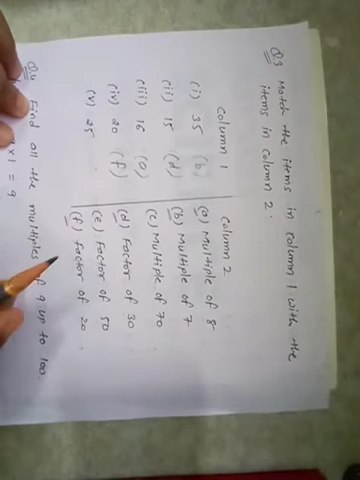 Q3 Match the items in column 1 with the
items in column 2.
column 1 column 2
(i) 35 (b) (a) Multiple of 8
(ii) 15 (d) (b) Multiple of 7
(iii) 16 (a) (c) Multiple of 70
(iv) 20 (f) (d) Factor of 30
(v) 25 (e) Factor of 50
(f) Factor of 20
Q4 Find all the multiples of 9 up to 100.
× 1 = 9